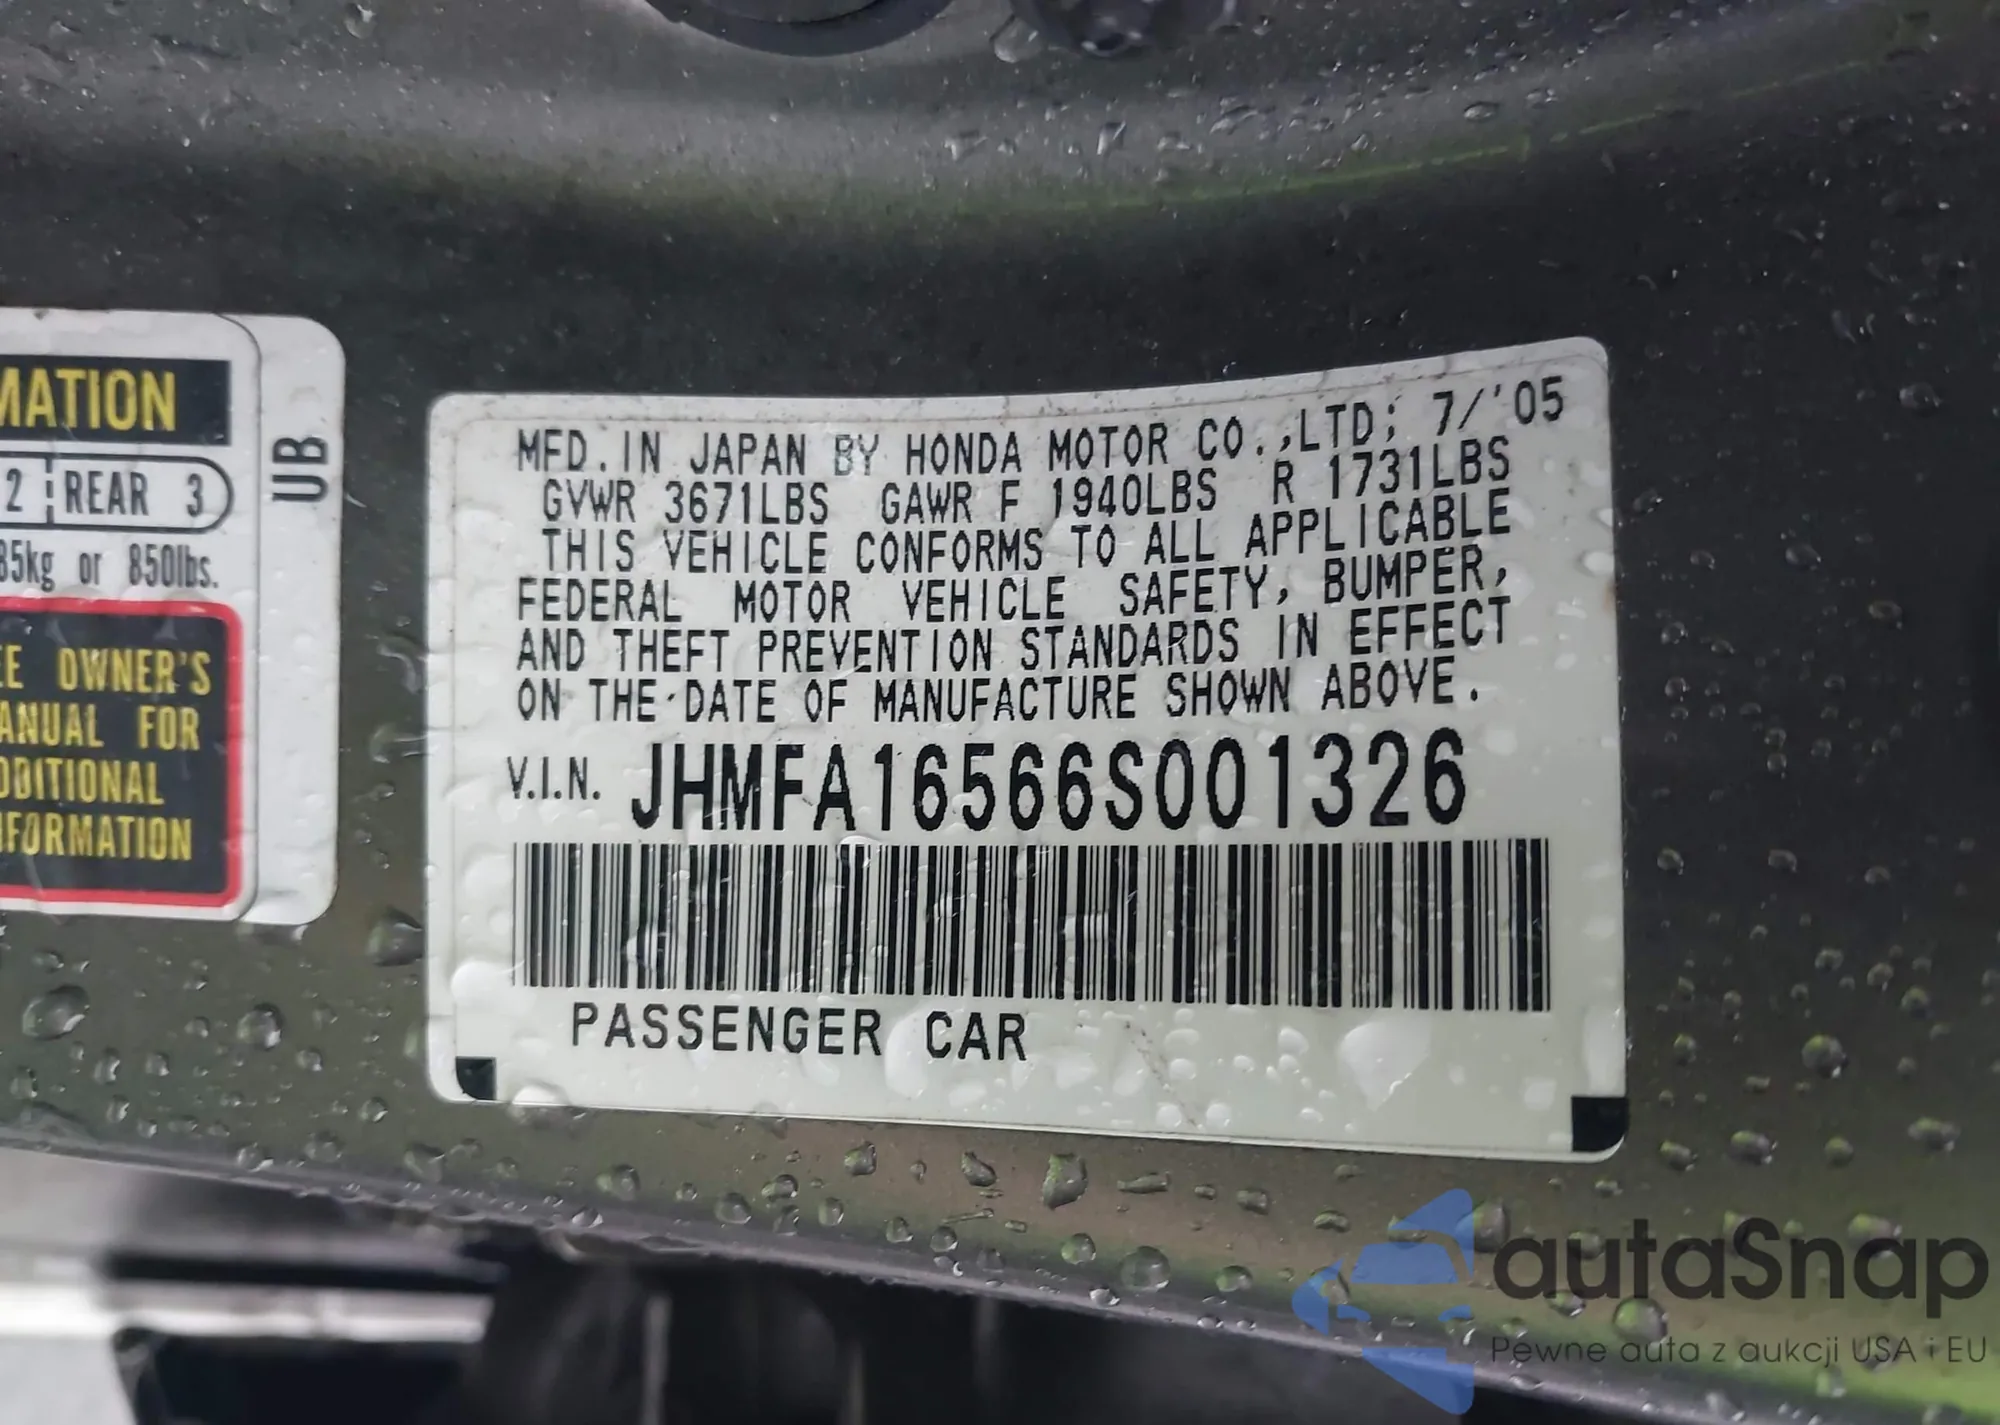 MATION
2 REAR 3
85kg or 850lbs.
EE OWNER'S
ANUAL FOR
DDITIONAL
NFORMATION
UB
MFD. IN JAPAN BY HONDA MOTOR CO.,LTD; 7/'05
GVWR 3671LBS GAWR F 1940LBS R 1731LBS
THIS VEHICLE CONFORMS TO ALL APPLICABLE
FEDERAL MOTOR VEHICLE SAFETY, BUMPER,
AND THEFT PREVENTION STANDARDS IN EFFECT
ON THE DATE OF MANUFACTURE SHOWN ABOVE.
V.I.N. JHMFA16566S001326
PASSENGER CAR
autaSnap
Pewne auta z aukcji USA i EU